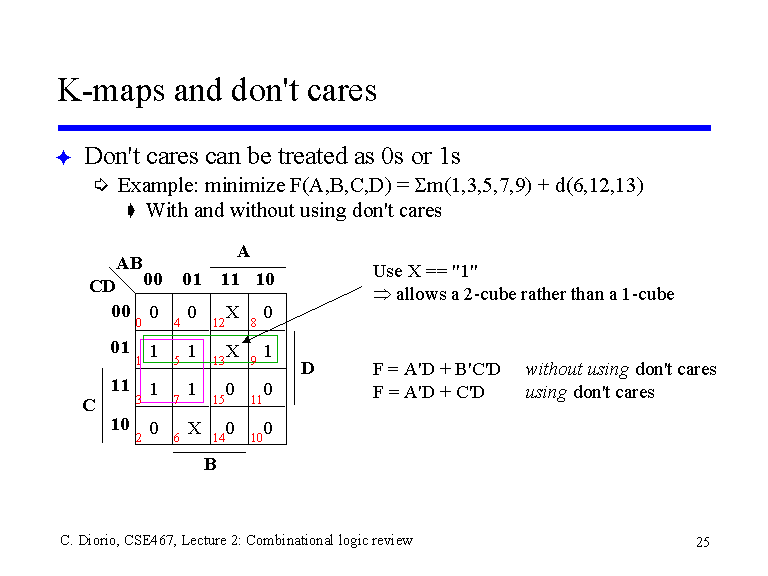 K-maps and don't cares
Don't cares can be treated as 0s or 1s
Example: minimize F(A,B,C,D) = Σm(1,3,5,7,9) + d(6,12,13)
With and without using don't cares
A
AB
CD 00 01 11 10
00 0 0 X 0
0 4 12 8
01 1 1 X 1
1 5 13 9
D
11 1 1 0 0
3 7 15 11
C
10 0 X 0 0
2 6 14 10
B
Use X == "1"
⇒ allows a 2-cube rather than a 1-cube
F = A'D + B'C'D without using don't cares
F = A'D + C'D using don't cares
C. Diorio, CSE467, Lecture 2: Combinational logic review 25